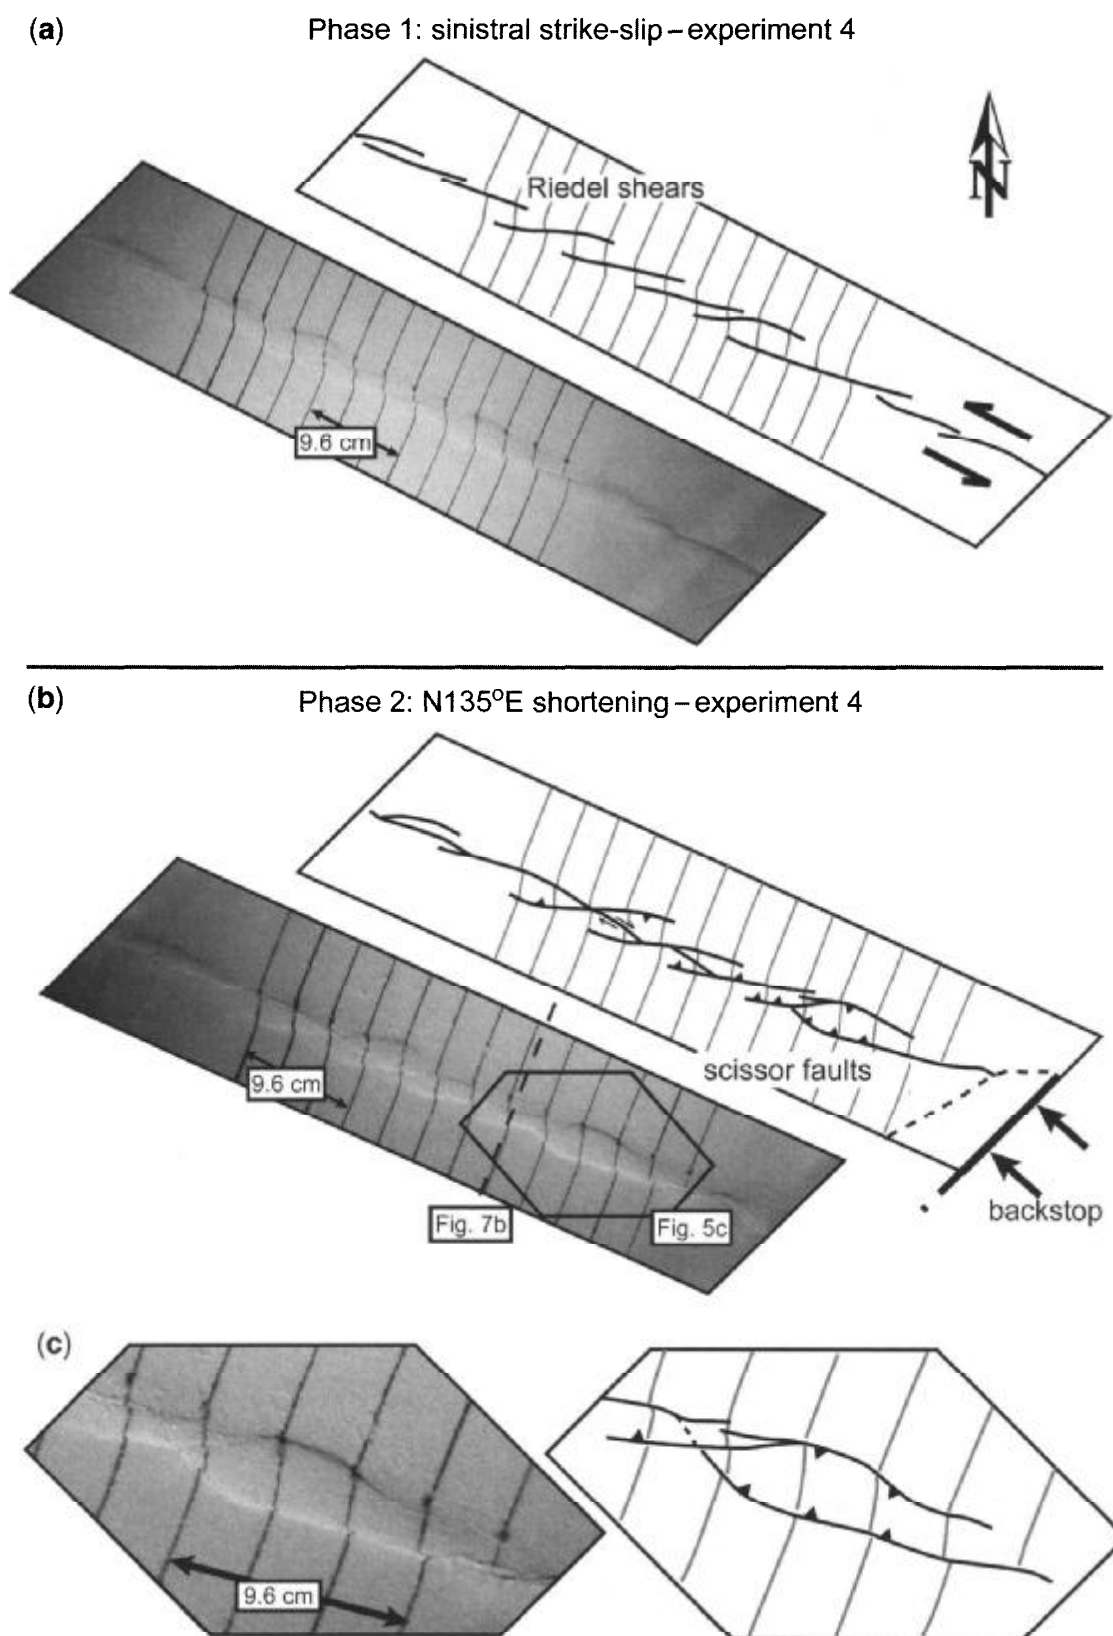 (a) Phase 1: sinistral strike-slip – experiment 4
N
Riedel shears
9.6 cm
(b) Phase 2: N135°E shortening – experiment 4
scissor faults
9.6 cm
backstop
Fig. 7b
Fig. 5c
(c)
9.6 cm